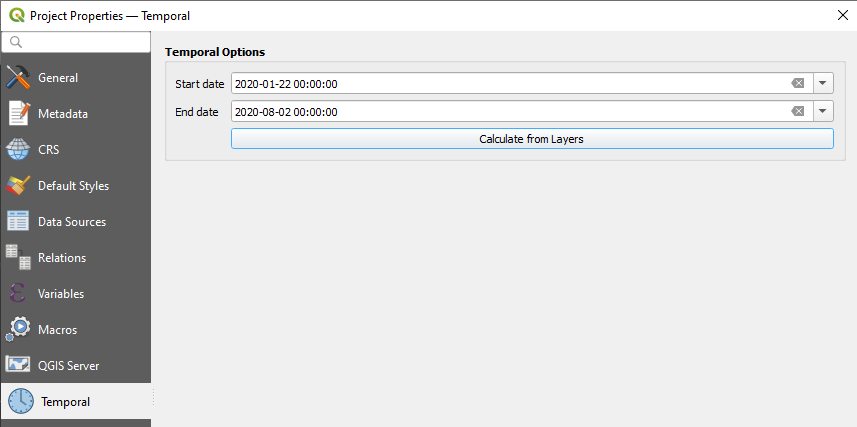 Project Properties — Temporal
General
Metadata
CRS
Default Styles
Data Sources
Relations
Variables
Macros
QGIS Server
Temporal
Temporal Options
Start date 2020-01-22 00:00:00
End date 2020-08-02 00:00:00
Calculate from Layers